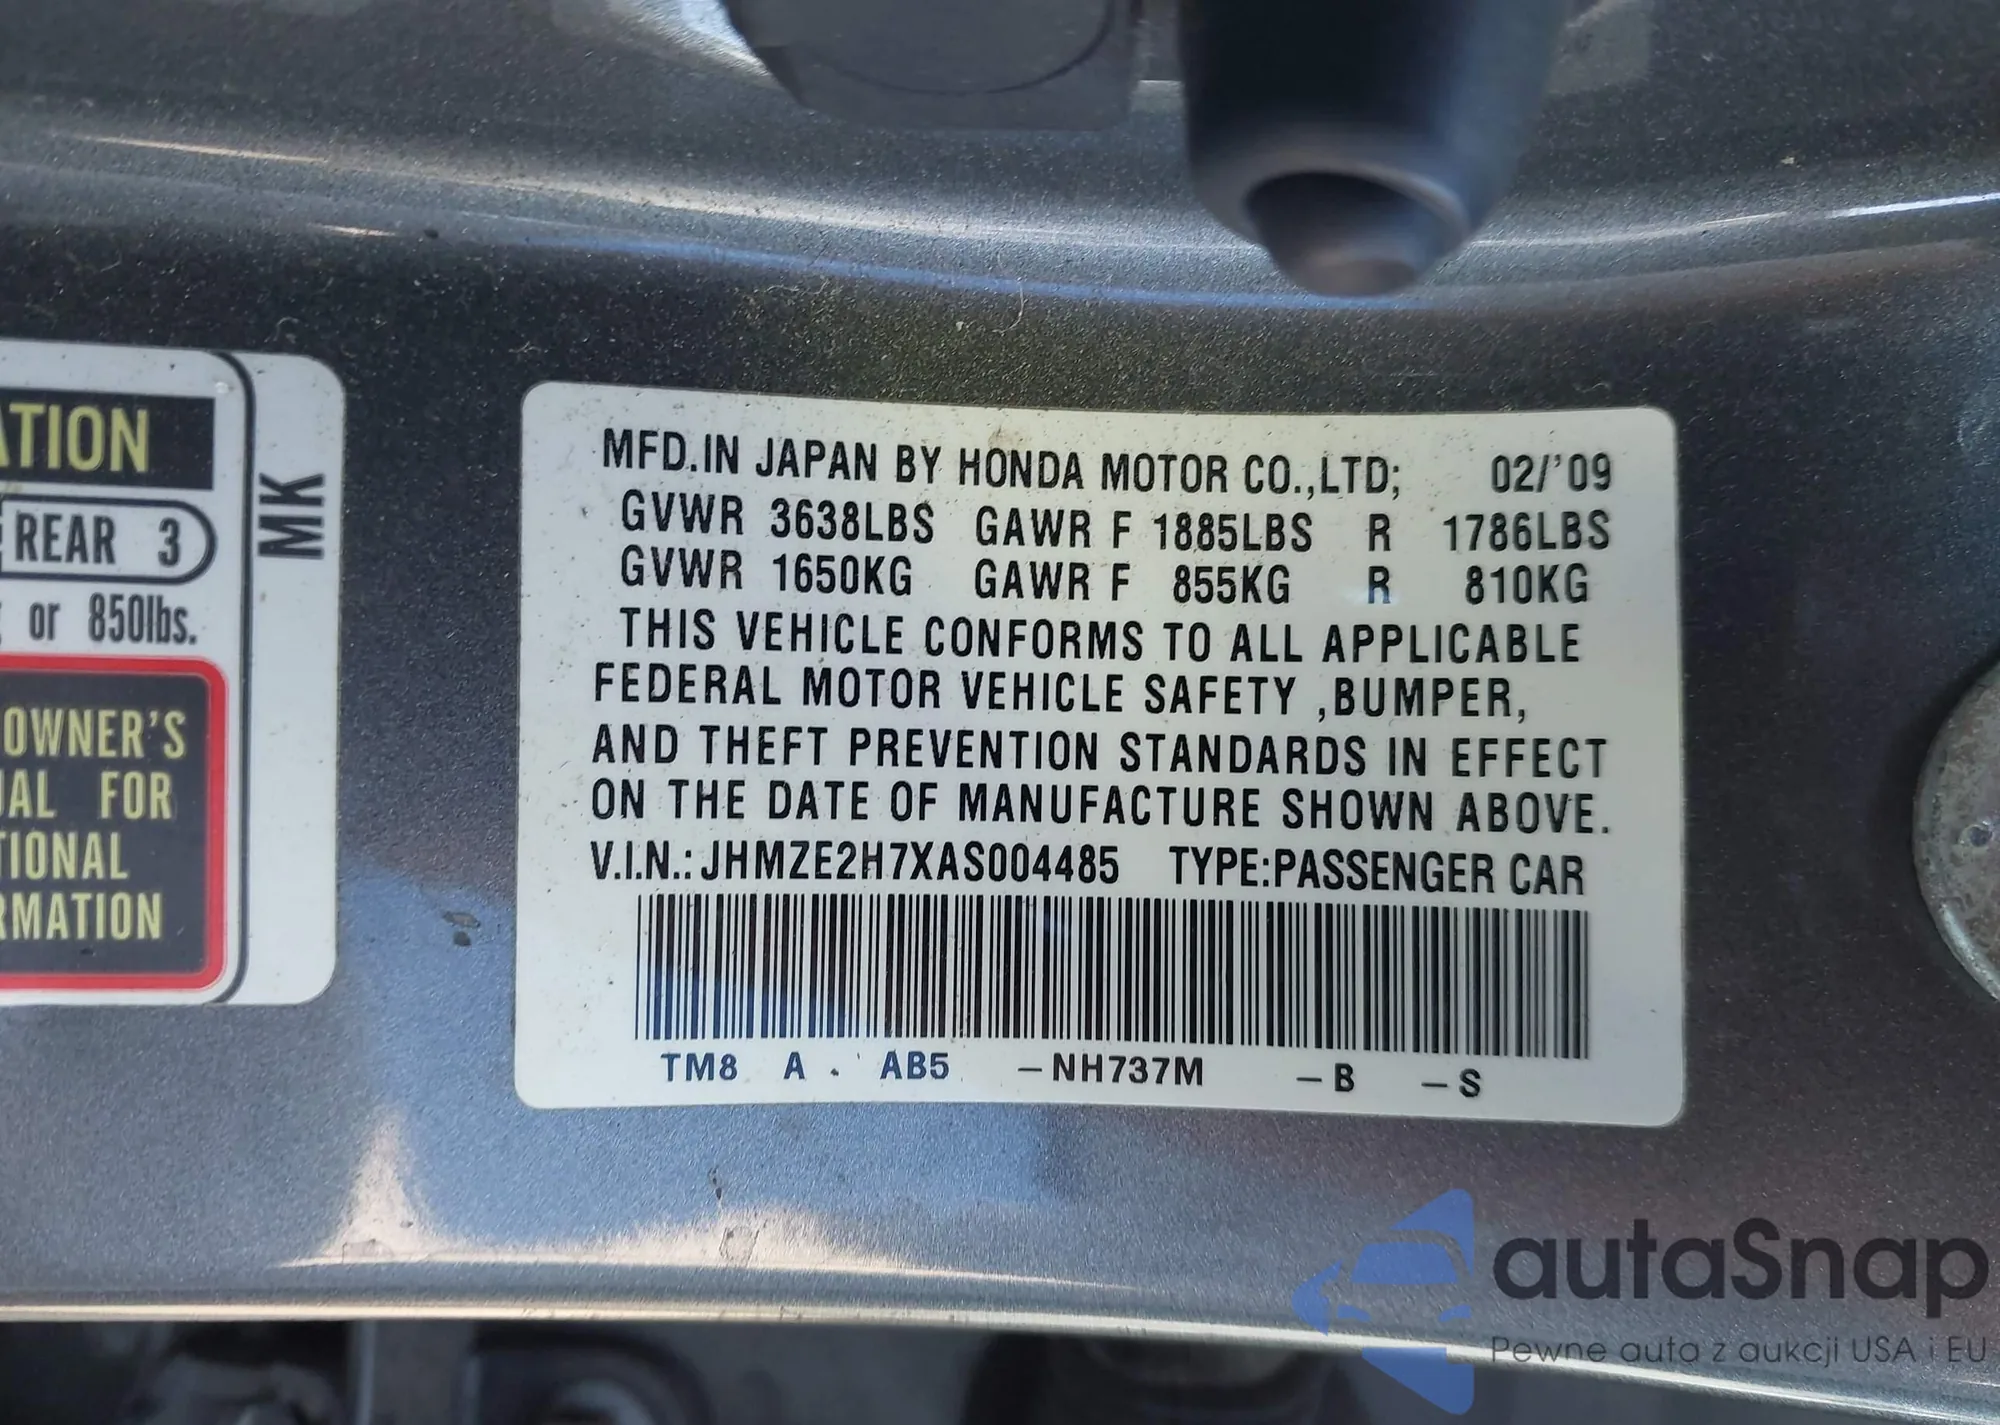 ATION
REAR 3
or 850lbs.
OWNER'S
UAL FOR
TIONAL
RMATION
MK
MFD.IN JAPAN BY HONDA MOTOR CO.,LTD; 02/'09
GVWR 3638LBS GAWR F 1885LBS R 1786LBS
GVWR 1650KG GAWR F 855KG R 810KG
THIS VEHICLE CONFORMS TO ALL APPLICABLE
FEDERAL MOTOR VEHICLE SAFETY ,BUMPER,
AND THEFT PREVENTION STANDARDS IN EFFECT
ON THE DATE OF MANUFACTURE SHOWN ABOVE.
V.I.N.: JHMZE2H7XAS004485 TYPE:PASSENGER CAR
TM8 A . AB5 -NH737M -B -S
autaSnap
Pewne auta z aukcji USA i EU